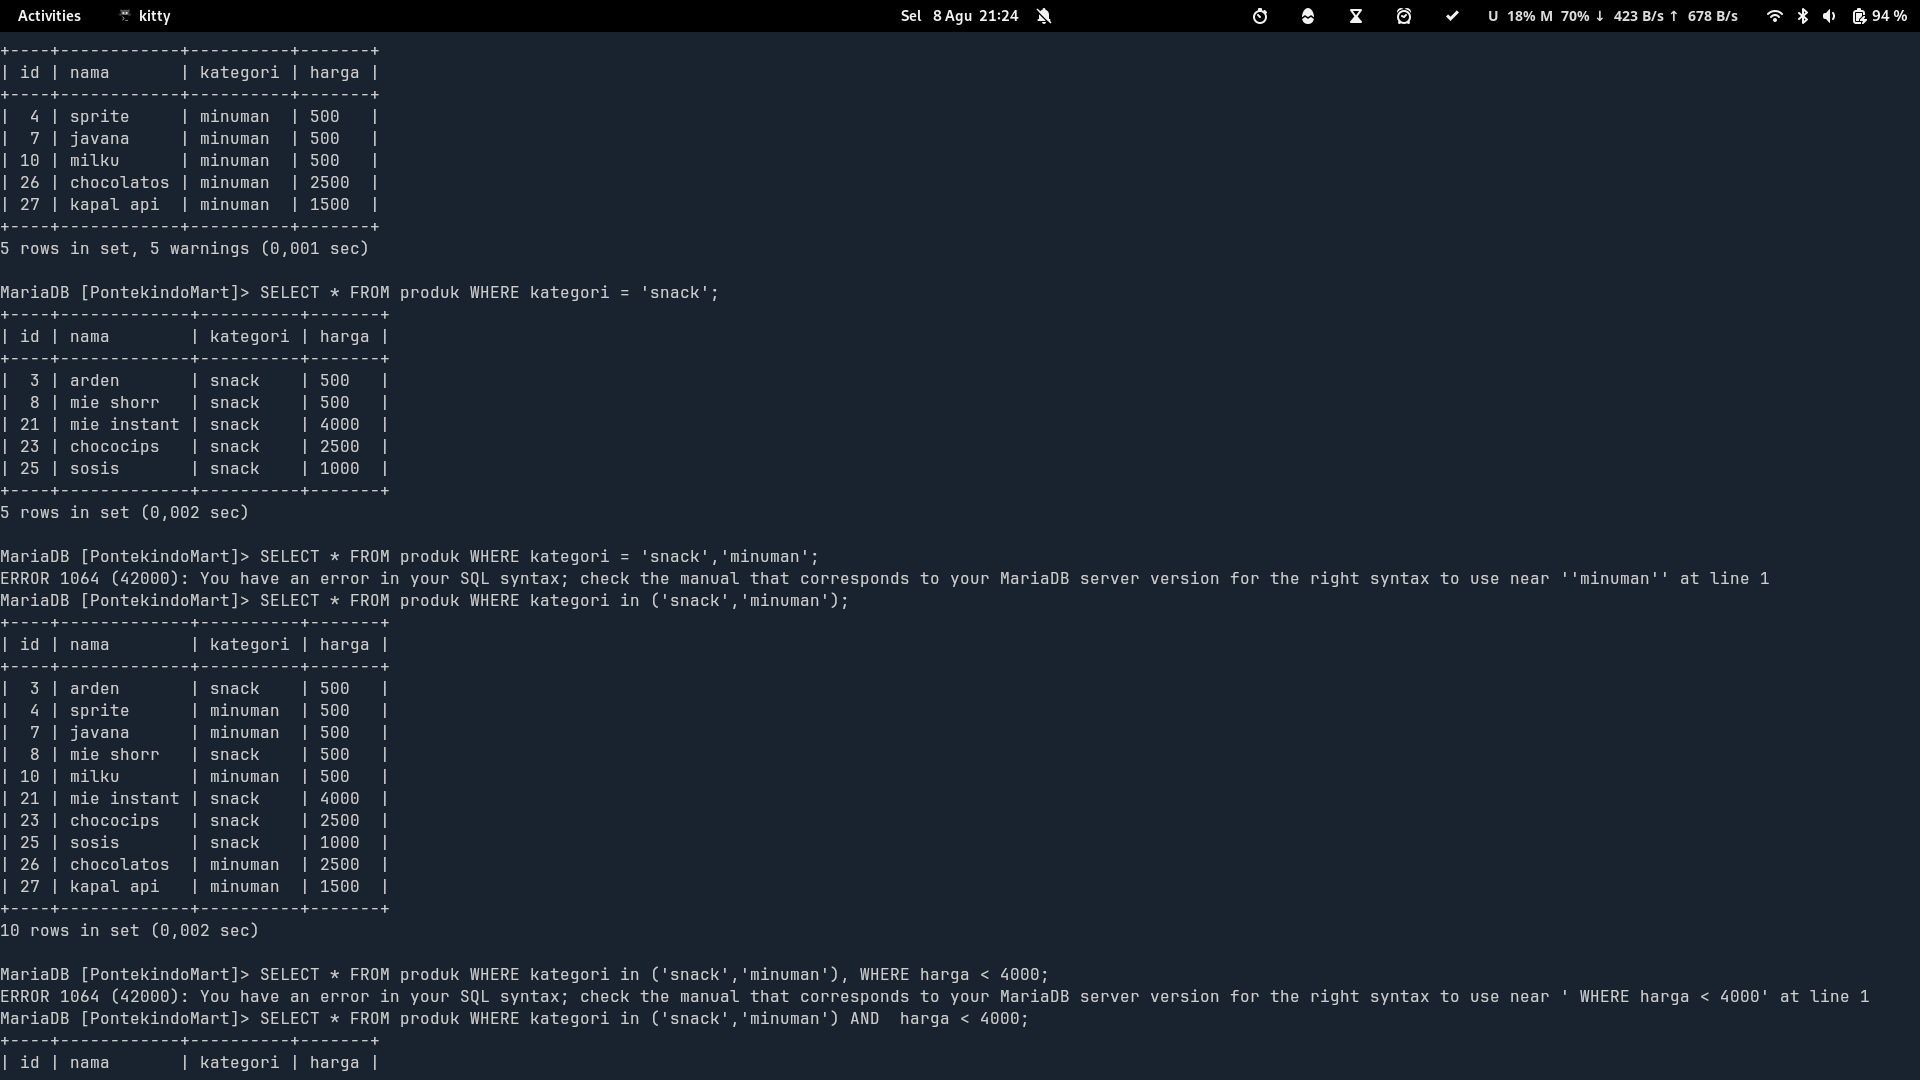 Activities kitty Sel 8 Agu 21:24 U 18% M 70% ↓ 423 B/s ↑ 678 B/s 94 %
+----+------------+----------+-------+
| id | nama       | kategori | harga |
+----+------------+----------+-------+
|  4 | sprite     | minuman  | 500   |
|  7 | javana     | minuman  | 500   |
| 10 | milku      | minuman  | 500   |
| 26 | chocolatos | minuman  | 2500  |
| 27 | kapal api  | minuman  | 1500  |
+----+------------+----------+-------+
5 rows in set, 5 warnings (0,001 sec)

MariaDB [PontekindoMart]> SELECT * FROM produk WHERE kategori = 'snack';
+----+-------------+----------+-------+
| id | nama        | kategori | harga |
+----+-------------+----------+-------+
|  3 | arden       | snack    | 500   |
|  8 | mie shorr   | snack    | 500   |
| 21 | mie instant | snack    | 4000  |
| 23 | chococips   | snack    | 2500  |
| 25 | sosis       | snack    | 1000  |
+----+-------------+----------+-------+
5 rows in set (0,002 sec)

MariaDB [PontekindoMart]> SELECT * FROM produk WHERE kategori = 'snack','minuman';
ERROR 1064 (42000): You have an error in your SQL syntax; check the manual that corresponds to your MariaDB server version for the right syntax to use near ''minuman'' at line 1
MariaDB [PontekindoMart]> SELECT * FROM produk WHERE kategori in ('snack','minuman');
+----+-------------+----------+-------+
| id | nama        | kategori | harga |
+----+-------------+----------+-------+
|  3 | arden       | snack    | 500   |
|  4 | sprite      | minuman  | 500   |
|  7 | javana      | minuman  | 500   |
|  8 | mie shorr   | snack    | 500   |
| 10 | milku       | minuman  | 500   |
| 21 | mie instant | snack    | 4000  |
| 23 | chococips   | snack    | 2500  |
| 25 | sosis       | snack    | 1000  |
| 26 | chocolatos  | minuman  | 2500  |
| 27 | kapal api   | minuman  | 1500  |
+----+-------------+----------+-------+
10 rows in set (0,002 sec)

MariaDB [PontekindoMart]> SELECT * FROM produk WHERE kategori in ('snack','minuman'), WHERE harga < 4000;
ERROR 1064 (42000): You have an error in your SQL syntax; check the manual that corresponds to your MariaDB server version for the right syntax to use near ' WHERE harga < 4000' at line 1
MariaDB [PontekindoMart]> SELECT * FROM produk WHERE kategori in ('snack','minuman') AND  harga < 4000;
+----+------------+----------+-------+
| id | nama       | kategori | harga |